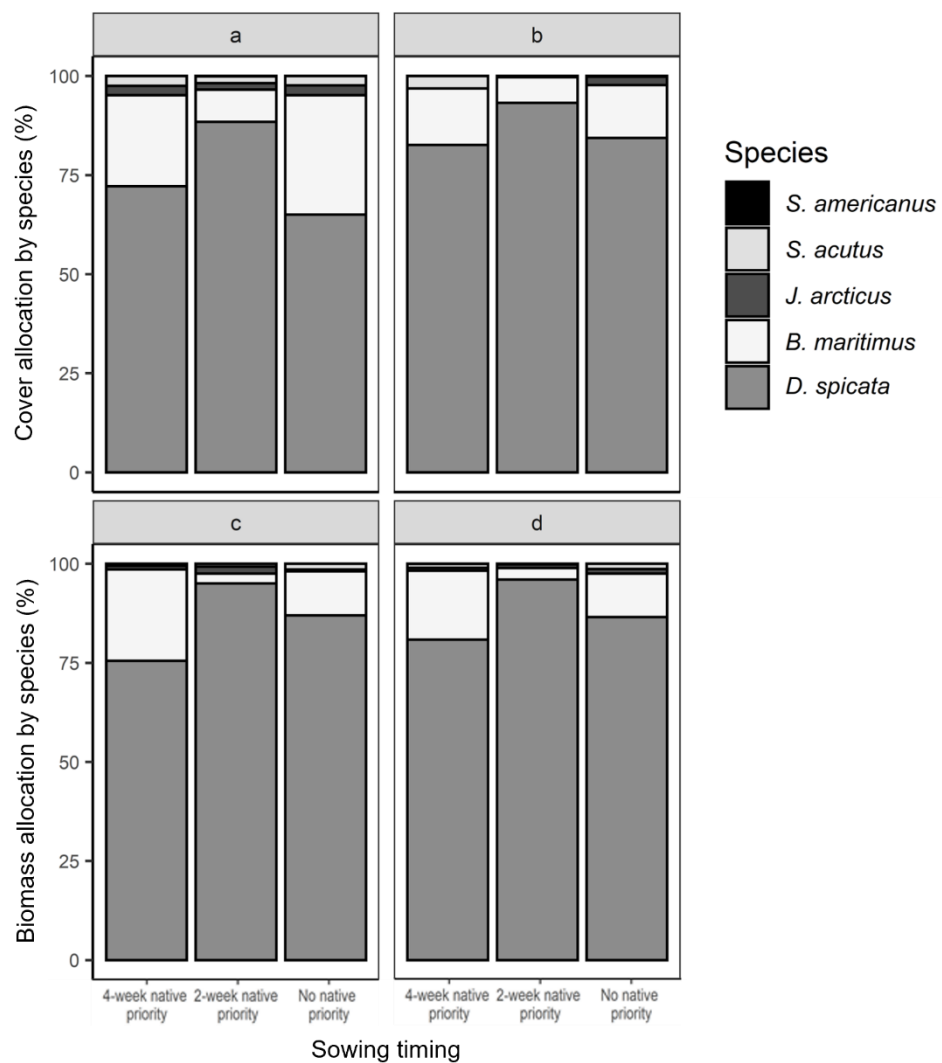 a
b
Cover allocation by species (%)
100
75
50
25
0
Species
S. americanus
S. acutus
J. arcticus
B. maritimus
D. spicata
c
d
Biomass allocation by species (%)
100
75
50
25
0
4-week native
priority
2-week native
priority
No native
priority
4-week native
priority
2-week native
priority
No native
priority
Sowing timing